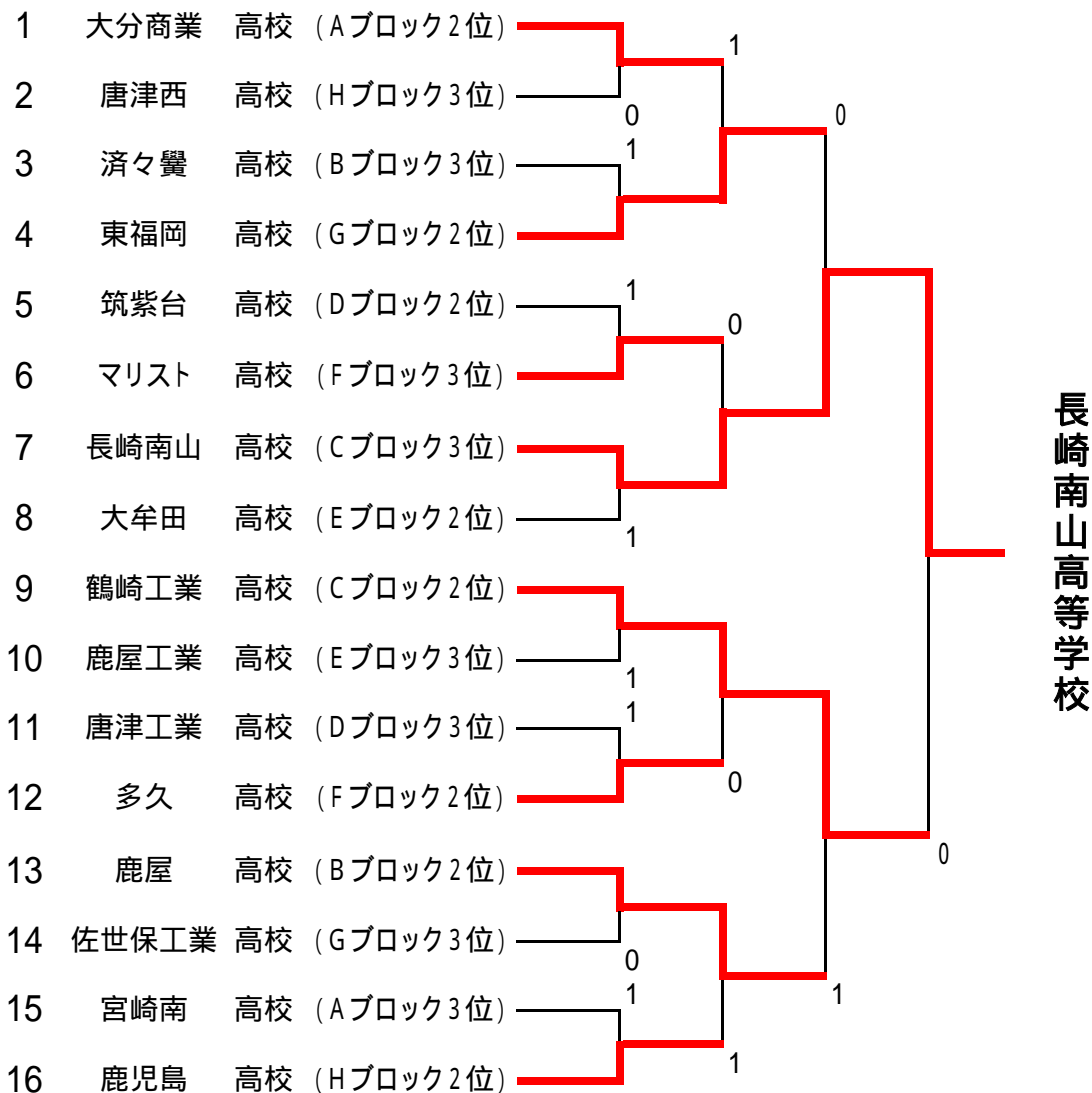 1 大分商業 高校 (Aブロック2位)
1
2 唐津西 高校 (Hブロック3位)
0
0
3 済々黌 高校 (Bブロック3位)
1
4 東福岡 高校 (Gブロック2位)
5 筑紫台 高校 (Dブロック2位)
1
0
6 マリスト 高校 (Fブロック3位)
7 長崎南山 高校 (Cブロック3位)
8 大牟田 高校 (Eブロック2位)
1
長崎南山高等学校
9 鶴崎工業 高校 (Cブロック2位)
10 鹿屋工業 高校 (Eブロック3位)
1
11 唐津工業 高校 (Dブロック3位)
1
12 多久 高校 (Fブロック2位)
0
0
13 鹿屋 高校 (Bブロック2位)
14 佐世保工業 高校 (Gブロック3位)
0
15 宮崎南 高校 (Aブロック3位)
1
1
16 鹿児島 高校 (Hブロック2位)
1